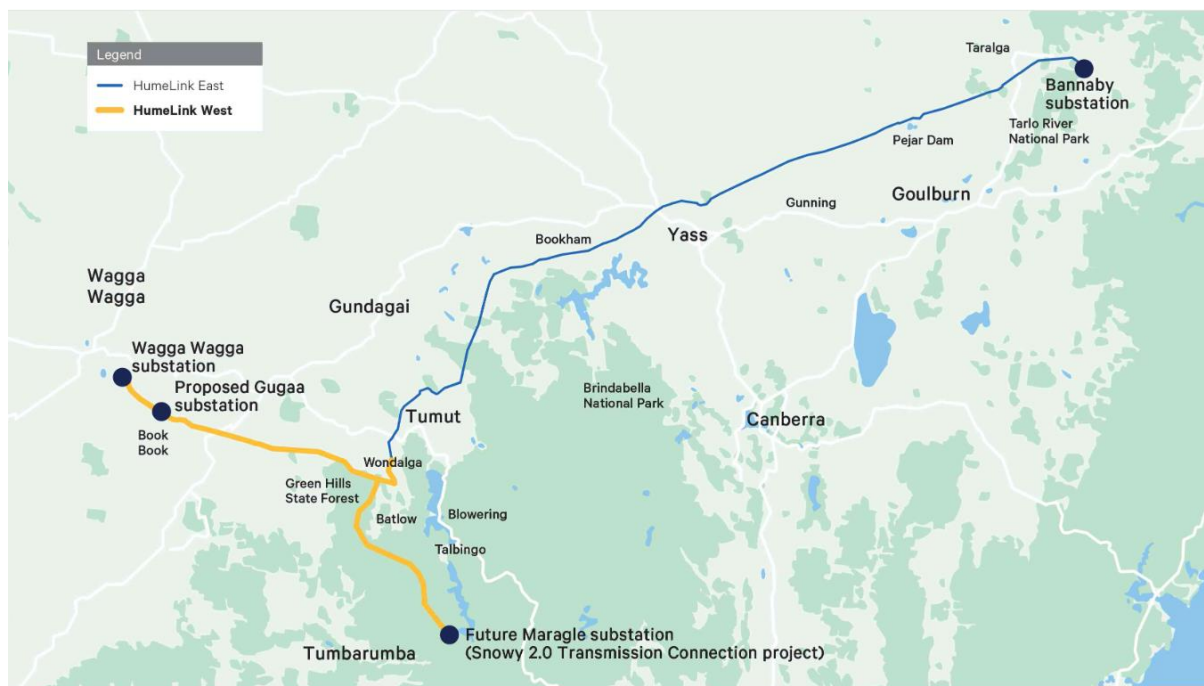 Legend
HumeLink East
HumeLink West
Taralga
Bannaby
substation
Tarlo River
National Park
Pejar Dam
Goulburn
Gunning
Yass
Bookham
Wagga
Wagga
Gundagai
Wagga Wagga
substation
Proposed Gugaa
substation
Brindabella
National Park
Tumut
Canberra
Book
Book
Wondalga
Green Hills
State Forest
Batlow
Blowering
Talbingo
Future Maragle substation
(Snowy 2.0 Transmission Connection project)
Tumbarumba